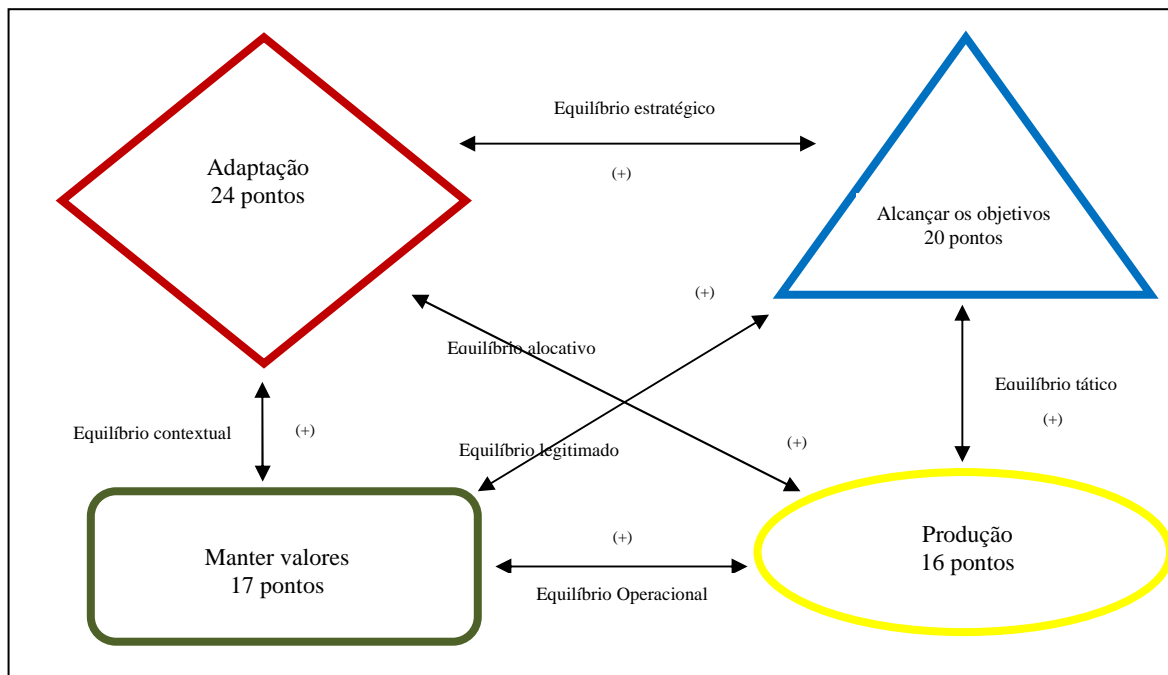 Equilíbrio estratégico
(+)
Adaptação
24 pontos
Alcançar os objetivos
20 pontos
(+)
Equilíbrio alocativo
Equilíbrio tático
(+)
Equilíbrio contextual
(+)
Equilíbrio legitimado
(+)
(+)
Manter valores
17 pontos
Produção
16 pontos
Equilíbrio Operacional